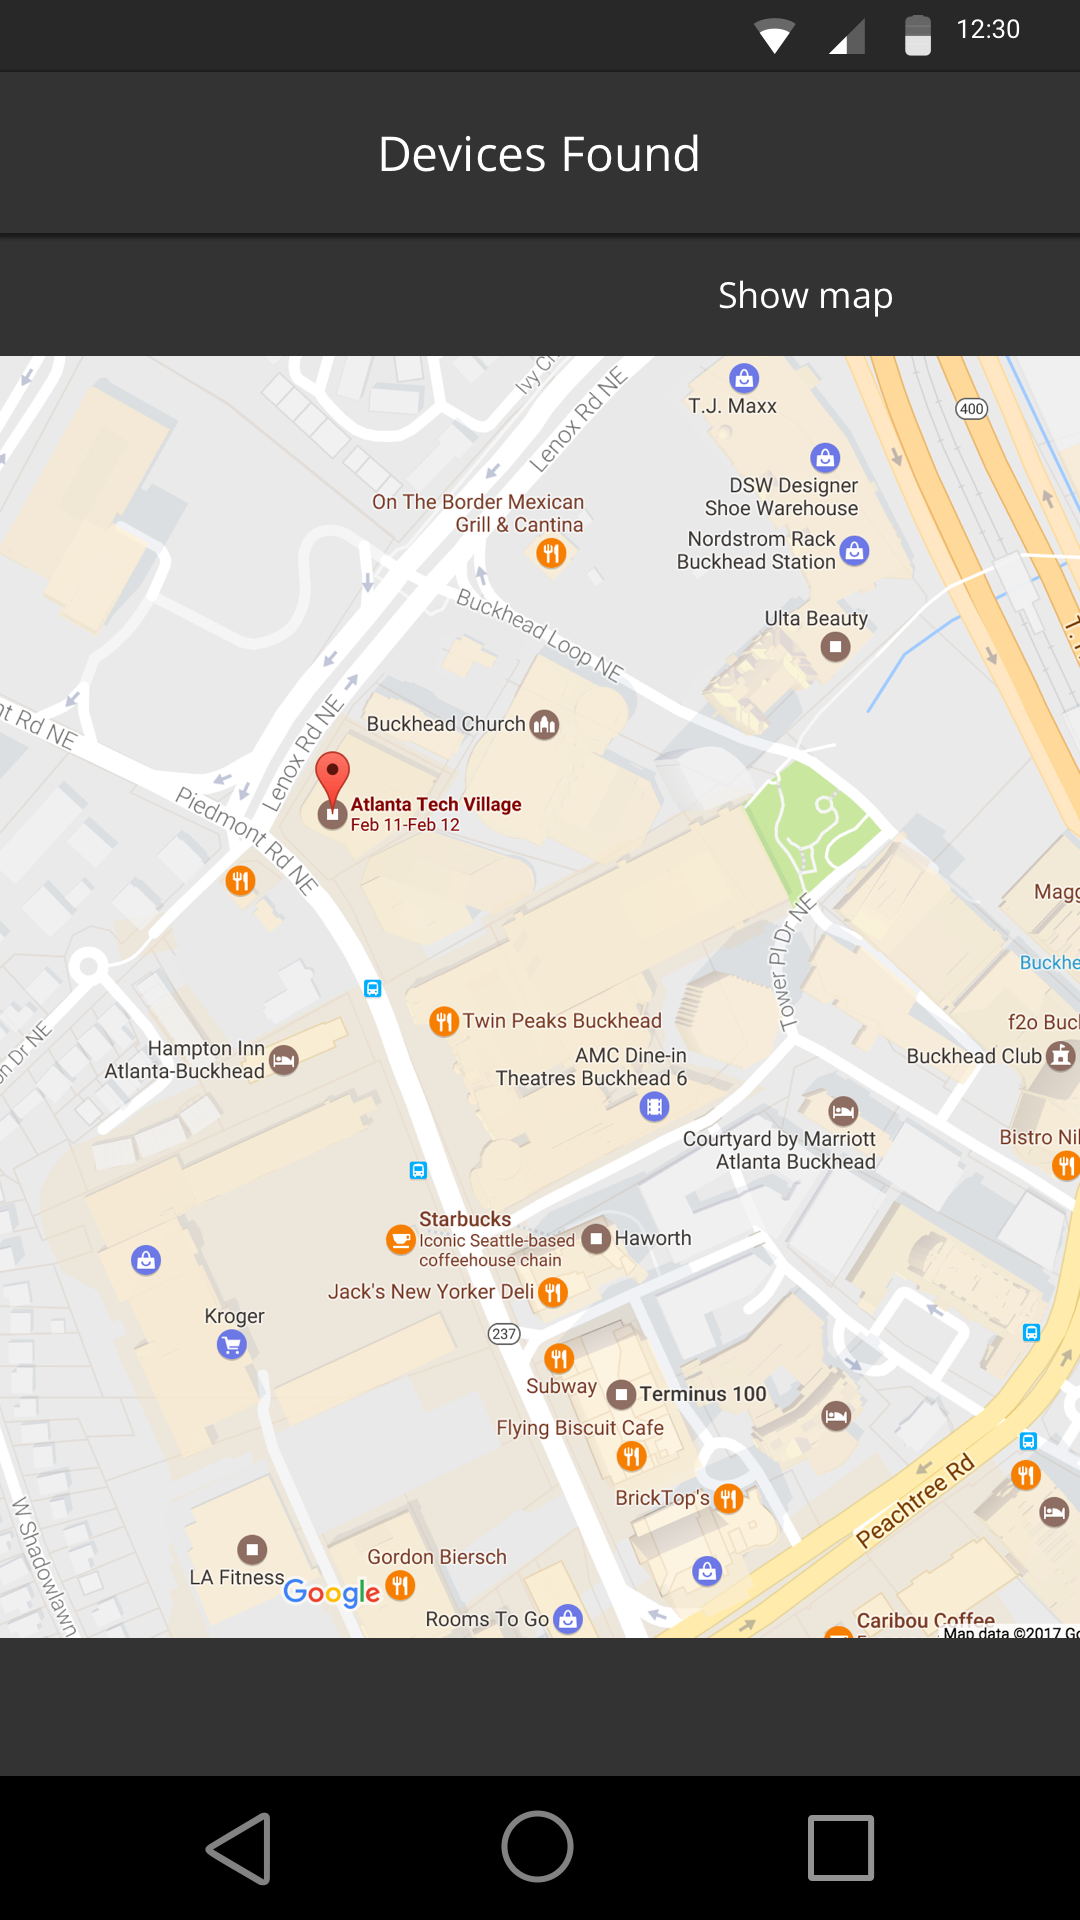 12:30
Devices Found
Show map
Ivy
Lenox Rd NE
T.J. Maxx
400
DSW Designer
Shoe Warehouse
On The Border Mexican
Grill & Cantina
Nordstrom Rack
Buckhead Station
Buckhead Loop NE
Ulta Beauty
nt Rd NE
Lenox Rd NE
Buckhead Church
Piedmont Rd NE
Atlanta Tech Village
Feb 11-Feb 12
Magg
Tower Pl Dr NE
Buckhe
Twin Peaks Buckhead
f2o Buc
on Dr NE
Hampton Inn
Atlanta-Buckhead
AMC Dine-in
Theatres Buckhead 6
Buckhead Club
Courtyard by Marriott
Atlanta Buckhead
Bistro Ni
Starbucks
Iconic Seattle-based
coffeehouse chain
Haworth
Jack's New Yorker Deli
Kroger
237
Subway
Terminus 100
Flying Biscuit Cafe
BrickTop's
Peachtree Rd
W Shadowlawn
Gordon Biersch
LA Fitness
Google
Rooms To Go
Caribou Coffee
Map data ©2017 Go